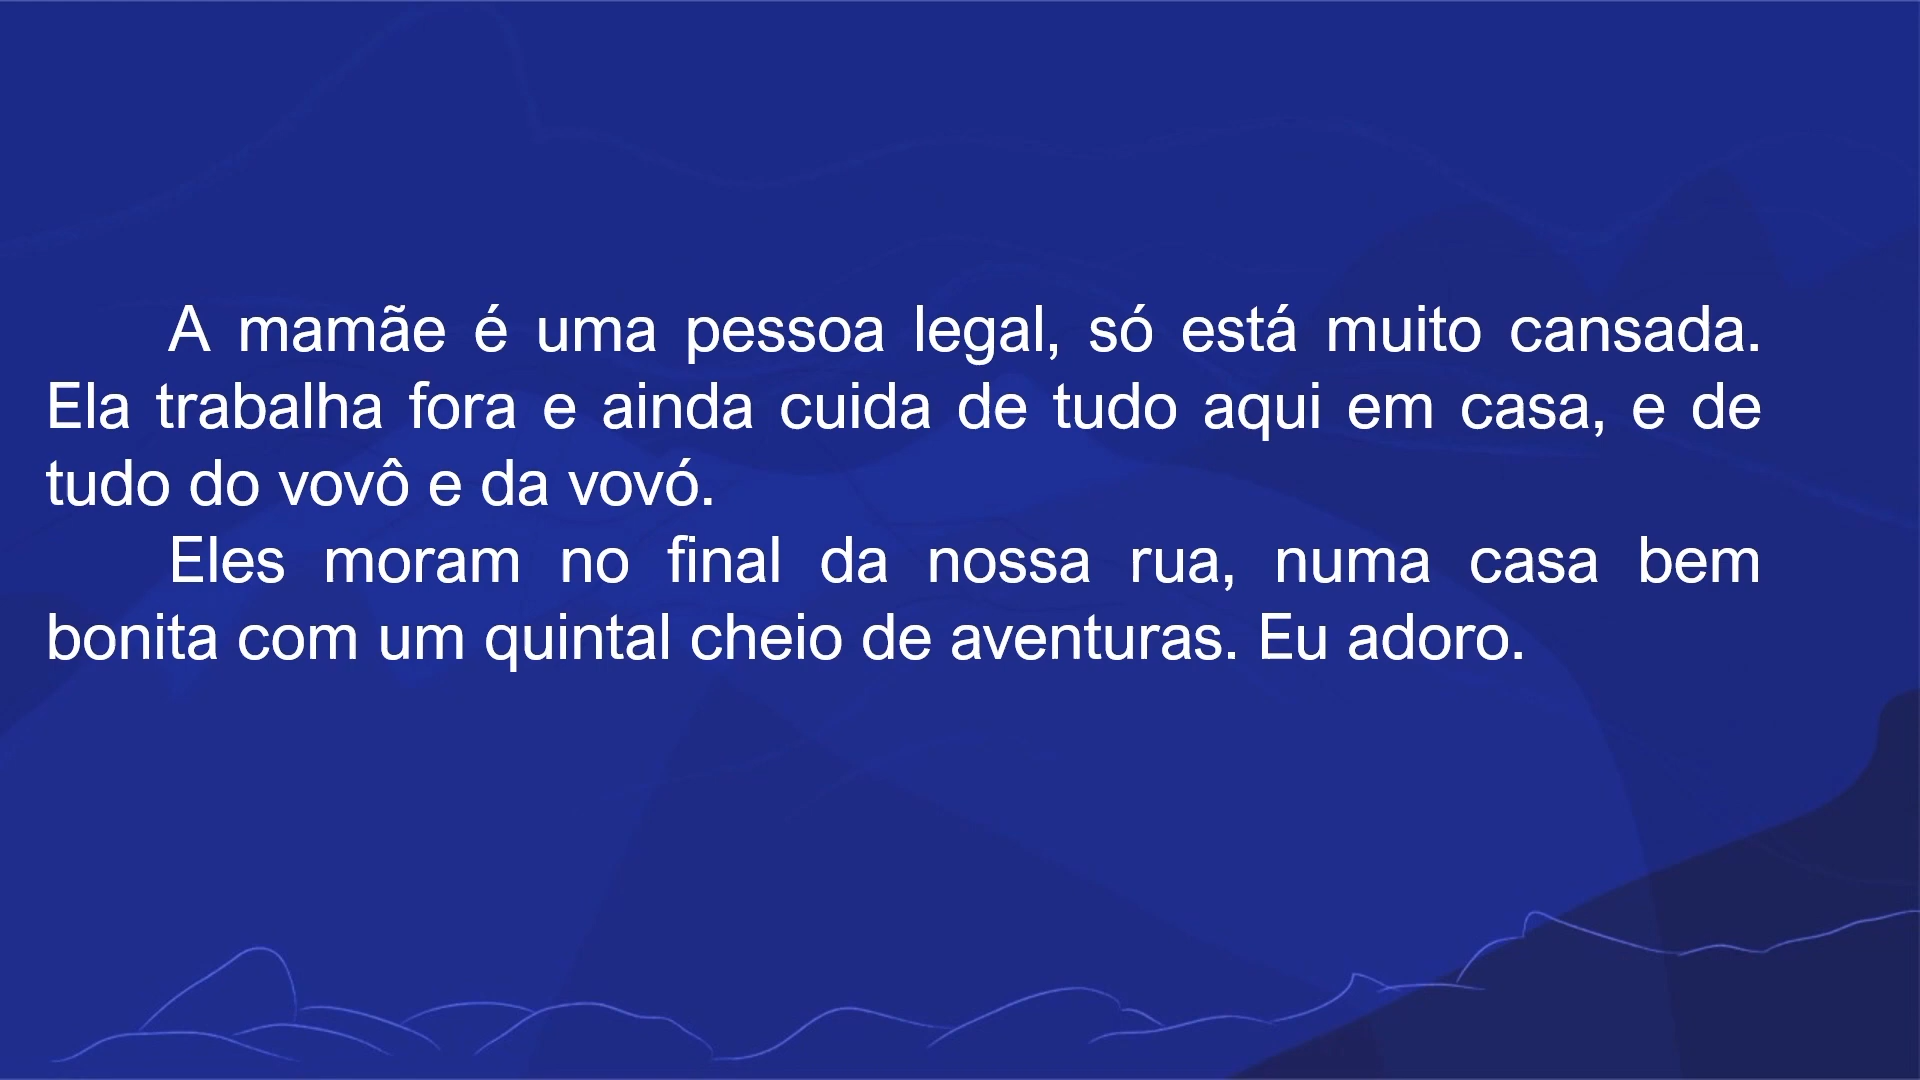 A mamãe é uma pessoa legal, só está muito cansada.
Ela trabalha fora e ainda cuida de tudo aqui em casa, e de
tudo do vovô e da vovó.
Eles moram no final da nossa rua, numa casa bem
bonita com um quintal cheio de aventuras. Eu adoro.